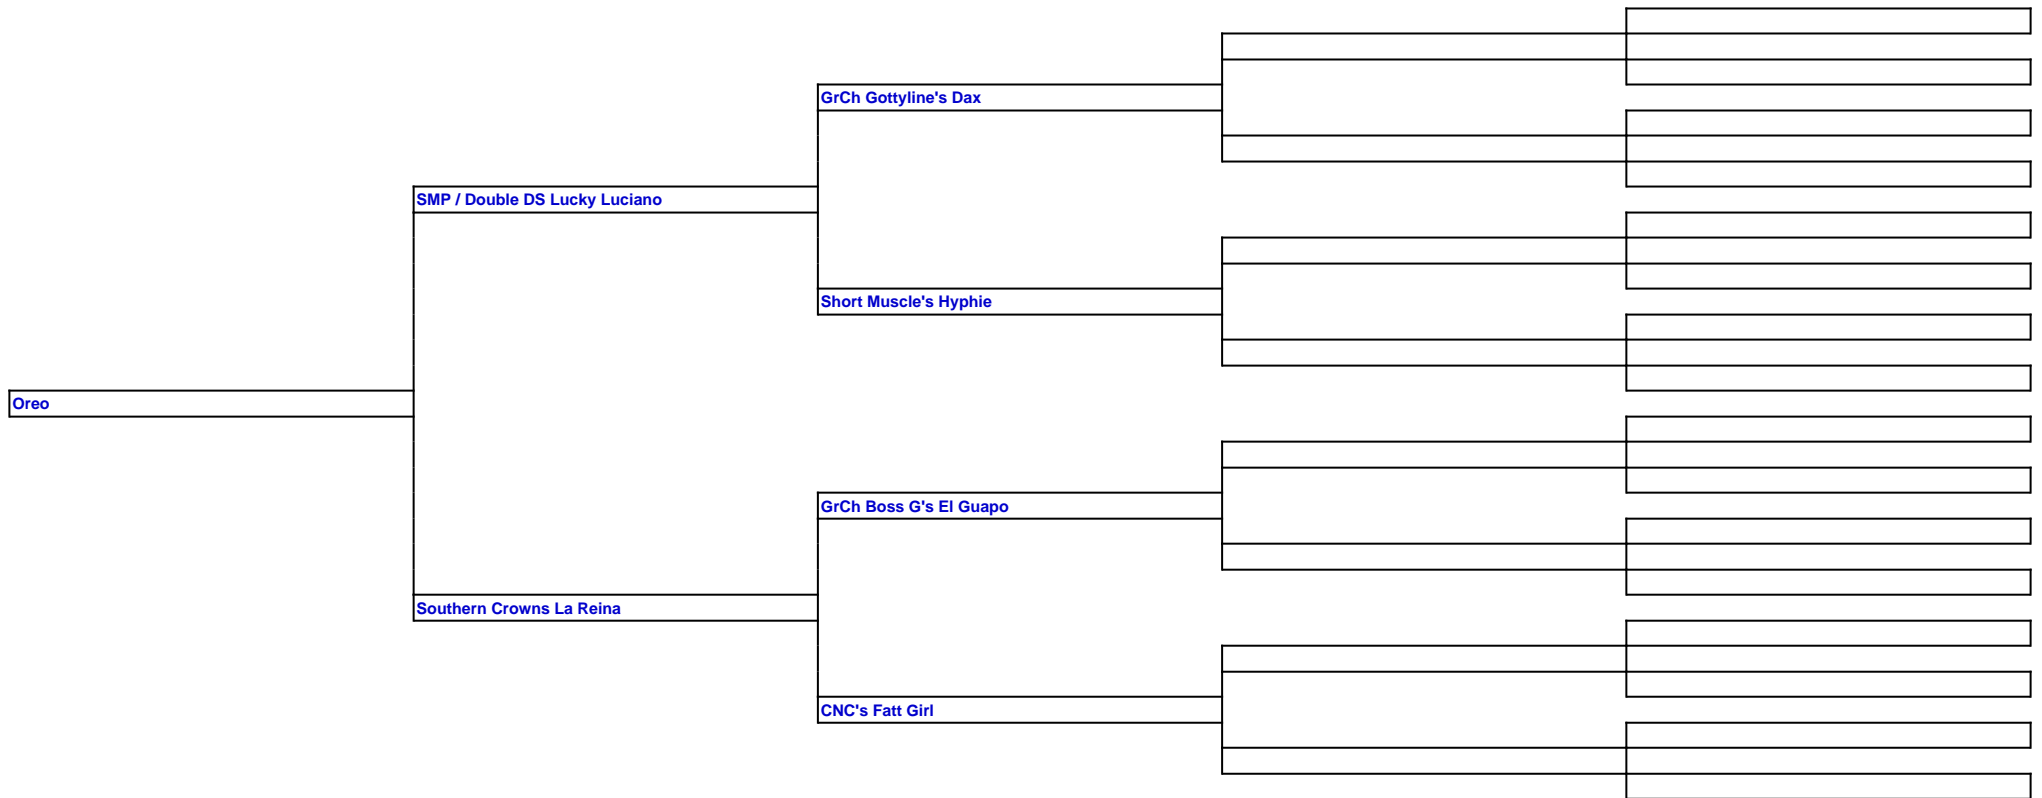 GrCh Gottyline's Dax
SMP / Double DS Lucky Luciano
Short Muscle's Hyphie
Oreo
GrCh Boss G's El Guapo
Southern Crowns La Reina
CNC's Fatt Girl